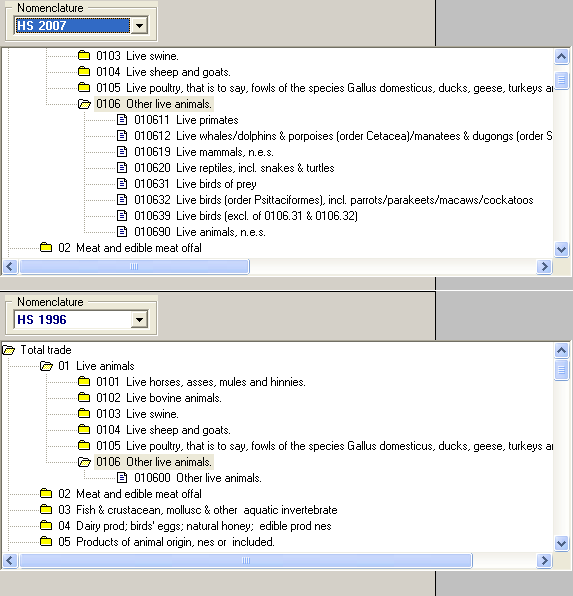 Nomenclature
HS 2007
0103 Live swine.
0104 Live sheep and goats.
0105 Live poultry, that is to say, fowls of the species Gallus domesticus, ducks, geese, turkeys
0106 Other live animals.
010611 Live primates
010612 Live whales/dolphins & porpoises (order Cetacea)/manatees & dugongs (order S
010619 Live mammals, n.e.s.
010620 Live reptiles, incl. snakes & turtles
010631 Live birds of prey
010632 Live birds (order Psittaciformes), incl. parrots/parakeets/macaws/cockatoos
010639 Live birds (excl. of 0106.31 & 0106.32)
010690 Live animals, n.e.s.
02 Meat and edible meat offal
Nomenclature
HS 1996
Total trade
01 Live animals
0101 Live horses, asses, mules and hinnies.
0102 Live bovine animals.
0103 Live swine.
0104 Live sheep and goats.
0105 Live poultry, that is to say, fowls of the species Gallus domesticus, ducks, geese, turkeys
0106 Other live animals.
010600 Other live animals.
02 Meat and edible meat offal
03 Fish & crustacean, mollusc & other aquatic invertebrate
04 Dairy prod; birds' eggs; natural honey; edible prod nes
05 Products of animal origin, nes or included.